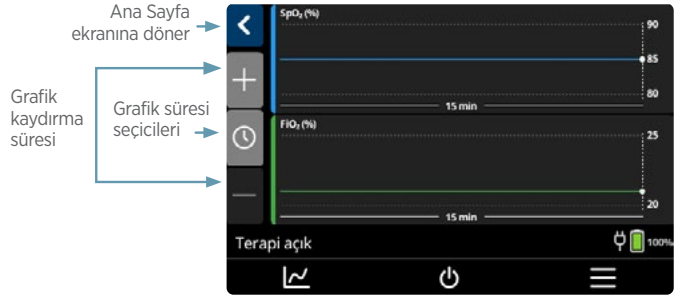 Ana Sayfa
ekranına döner
Grafik
kaydırma
süresi
Grafik süresi
seçicileri
SpO₂ (%)
90
85
80
15 min
FiO₂ (%)
25
20
15 min
Terapi açık
100%